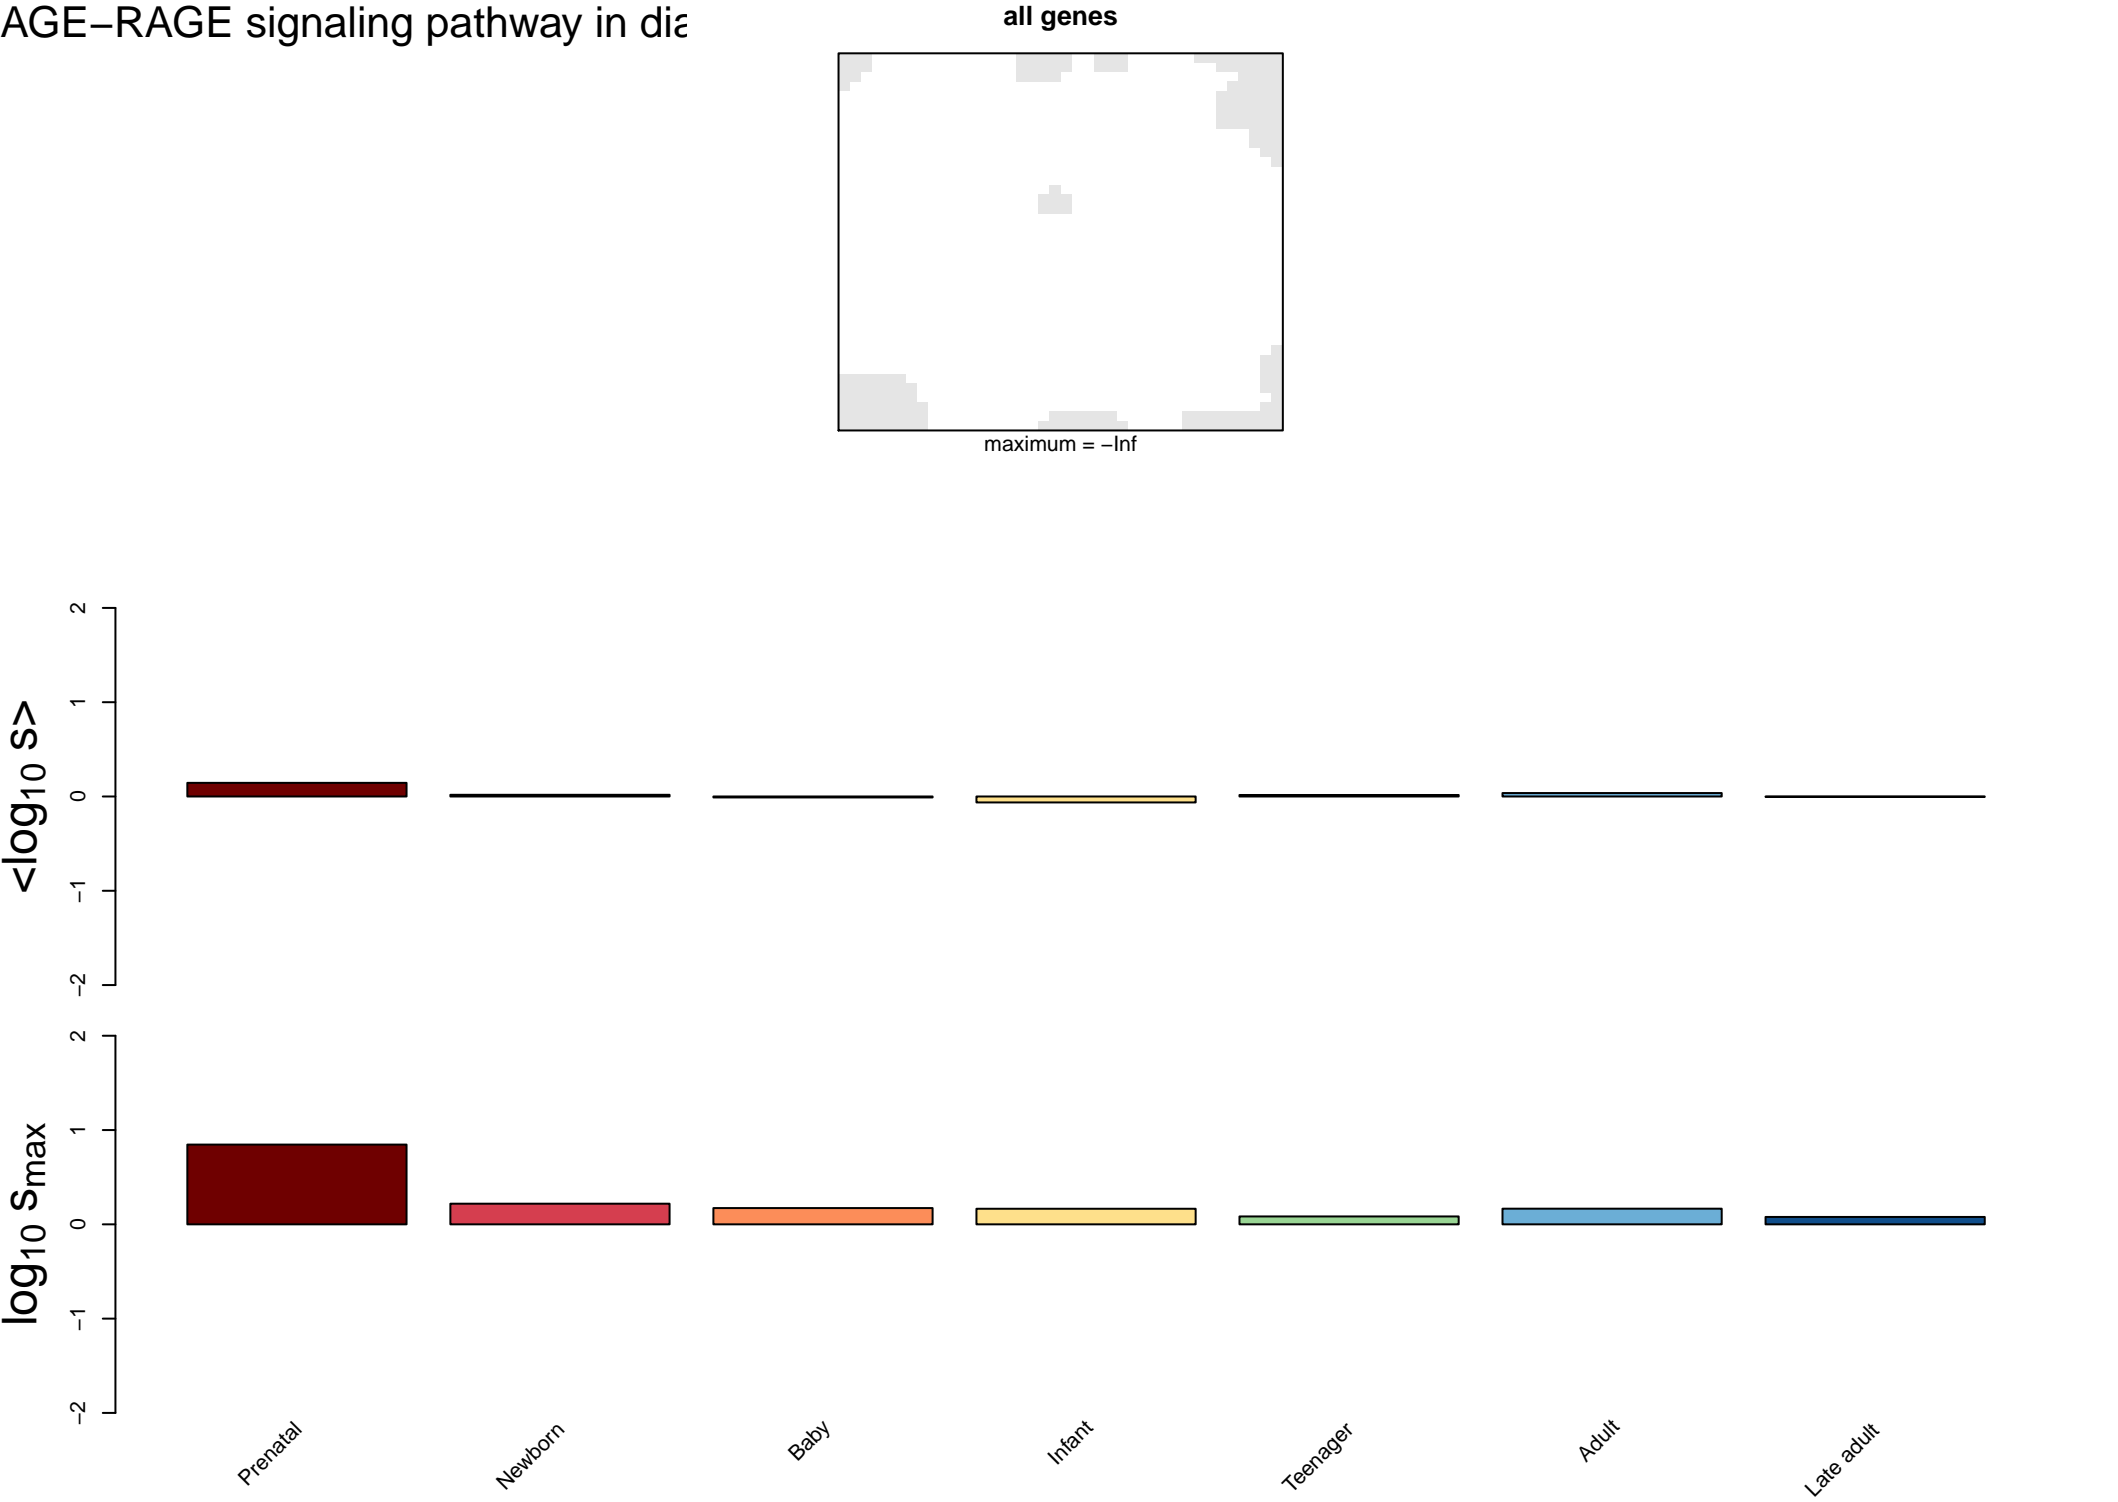 AGE−RAGE signaling pathway in dia
all genes
maximum = −Inf
<log10 s>
2
1
0
−1
−2
log10 smax
2
1
0
−1
−2
Prenatal
Newborn
Baby
Infant
Teenager
Adult
Late adult